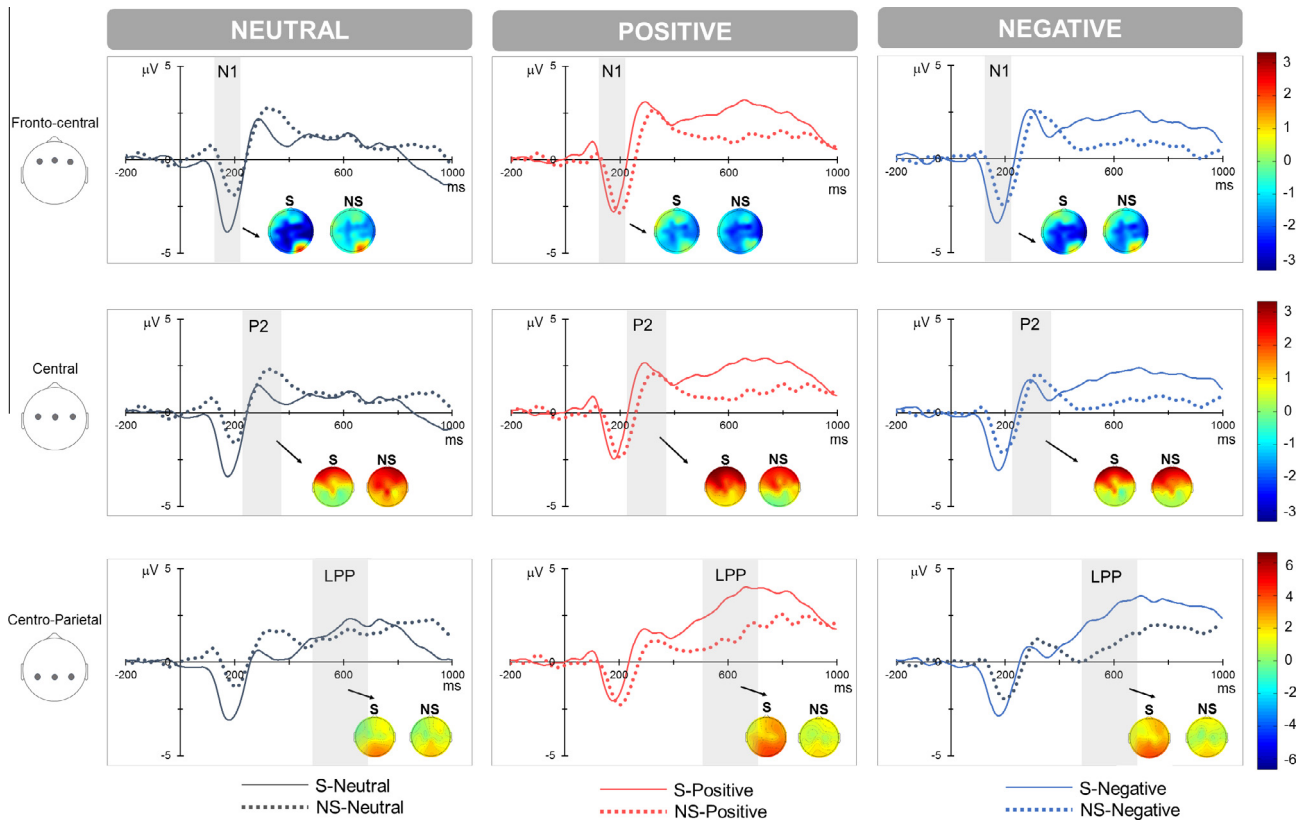 NEUTRAL
POSITIVE
NEGATIVE
Fronto-central
µV 5
N1
-200 200 600 1000
ms
-5
S NS
µV 5
N1
-200 200 600 1000
ms
-5
S NS
µV 5
N1
-200 200 600 1000
ms
-5
S NS
3
2
1
0
-1
-2
-3
Central
µV 5
P2
-200 200 600 1000
ms
-5
S NS
µV 5
P2
-200 200 600 1000
ms
-5
S NS
µV 5
P2
-200 200 600 1000
ms
-5
S NS
3
2
1
0
-1
-2
-3
Centro-Parietal
µV 5
LPP
-200 200 600 1000
ms
-5
S NS
µV 5
LPP
-200 200 600 1000
ms
-5
S NS
µV 5
LPP
-200 200 600 1000
ms
-5
S NS
6
4
2
0
-2
-4
-6
S-Neutral
NS-Neutral
S-Positive
NS-Positive
S-Negative
NS-Negative